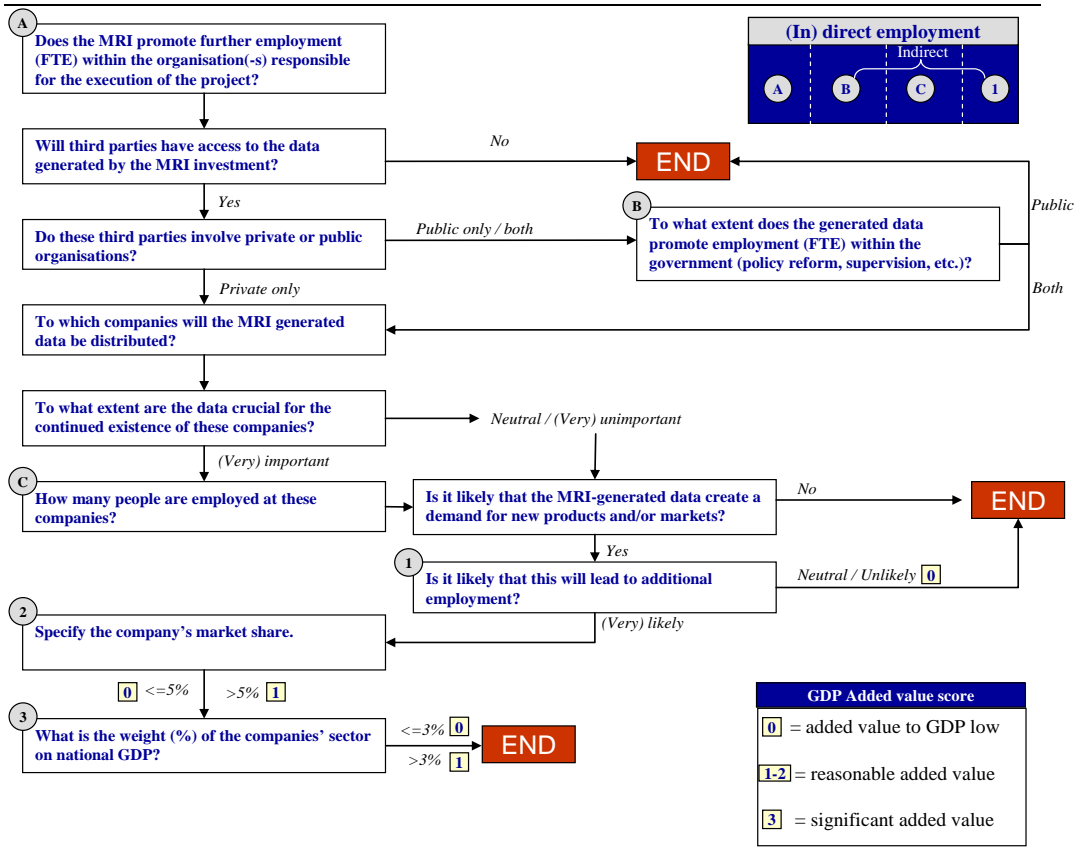 A
Does the MRI promote further employment
(FTE) within the organisation(-s) responsible
for the execution of the project?
(In) direct employment
Indirect
A
B
C
1
Will third parties have access to the data
generated by the MRI investment?
No
END
Yes
Public
Do these third parties involve private or public
organisations?
Public only / both
B
To what extent does the generated data
promote employment (FTE) within the
government (policy reform, supervision, etc.)?
Private only
Both
To which companies will the MRI generated
data be distributed?
To what extent are the data crucial for the
continued existence of these companies?
Neutral / (Very) unimportant
(Very) important
C
How many people are employed at these
companies?
Is it likely that the MRI-generated data create a
demand for new products and/or markets?
No
END
Yes
1
Is it likely that this will lead to additional
employment?
Neutral / Unlikely 0
(Very) likely
2
Specify the company’s market share.
0 <=5%
>5% 1
3
What is the weight (%) of the companies’ sector
on national GDP?
<=3% 0
>3% 1
END
GDP Added value score
0 = added value to GDP low
1-2 = reasonable added value
3 = significant added value